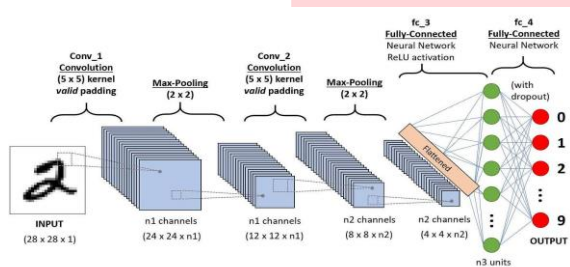 fc_3
Fully-Connected
Neural Network
ReLU activation
fc_4
Fully-Connected
Neural Network
Conv_1
Convolution
(5 x 5) kernel
valid padding
Max-Pooling
(2 x 2)
Conv_2
Convolution
(5 x 5) kernel
valid padding
Max-Pooling
(2 x 2)
(with
dropout)
Flattened
0
1
2
9
2
INPUT
(28 x 28 x 1)
n1 channels
(24 x 24 x n1)
n1 channels
(12 x 12 x n1)
n2 channels
(8 x 8 x n2)
n2 channels
(4 x 4 x n2)
OUTPUT
n3 units